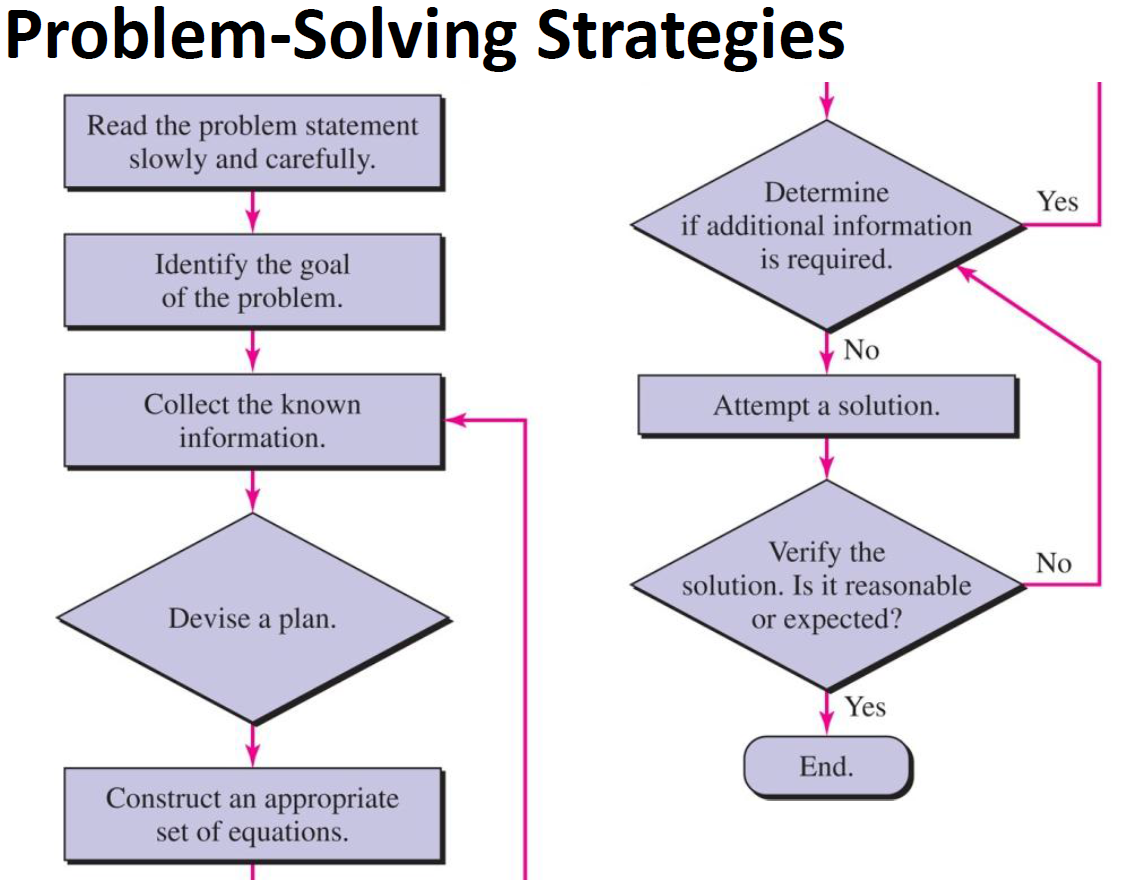 Problem-Solving Strategies
Read the problem statement
slowly and carefully.
Identify the goal
of the problem.
Collect the known
information.
Devise a plan.
Construct an appropriate
set of equations.
Determine
if additional information
is required.
Yes
No
Attempt a solution.
Verify the
solution. Is it reasonable
or expected?
No
Yes
End.